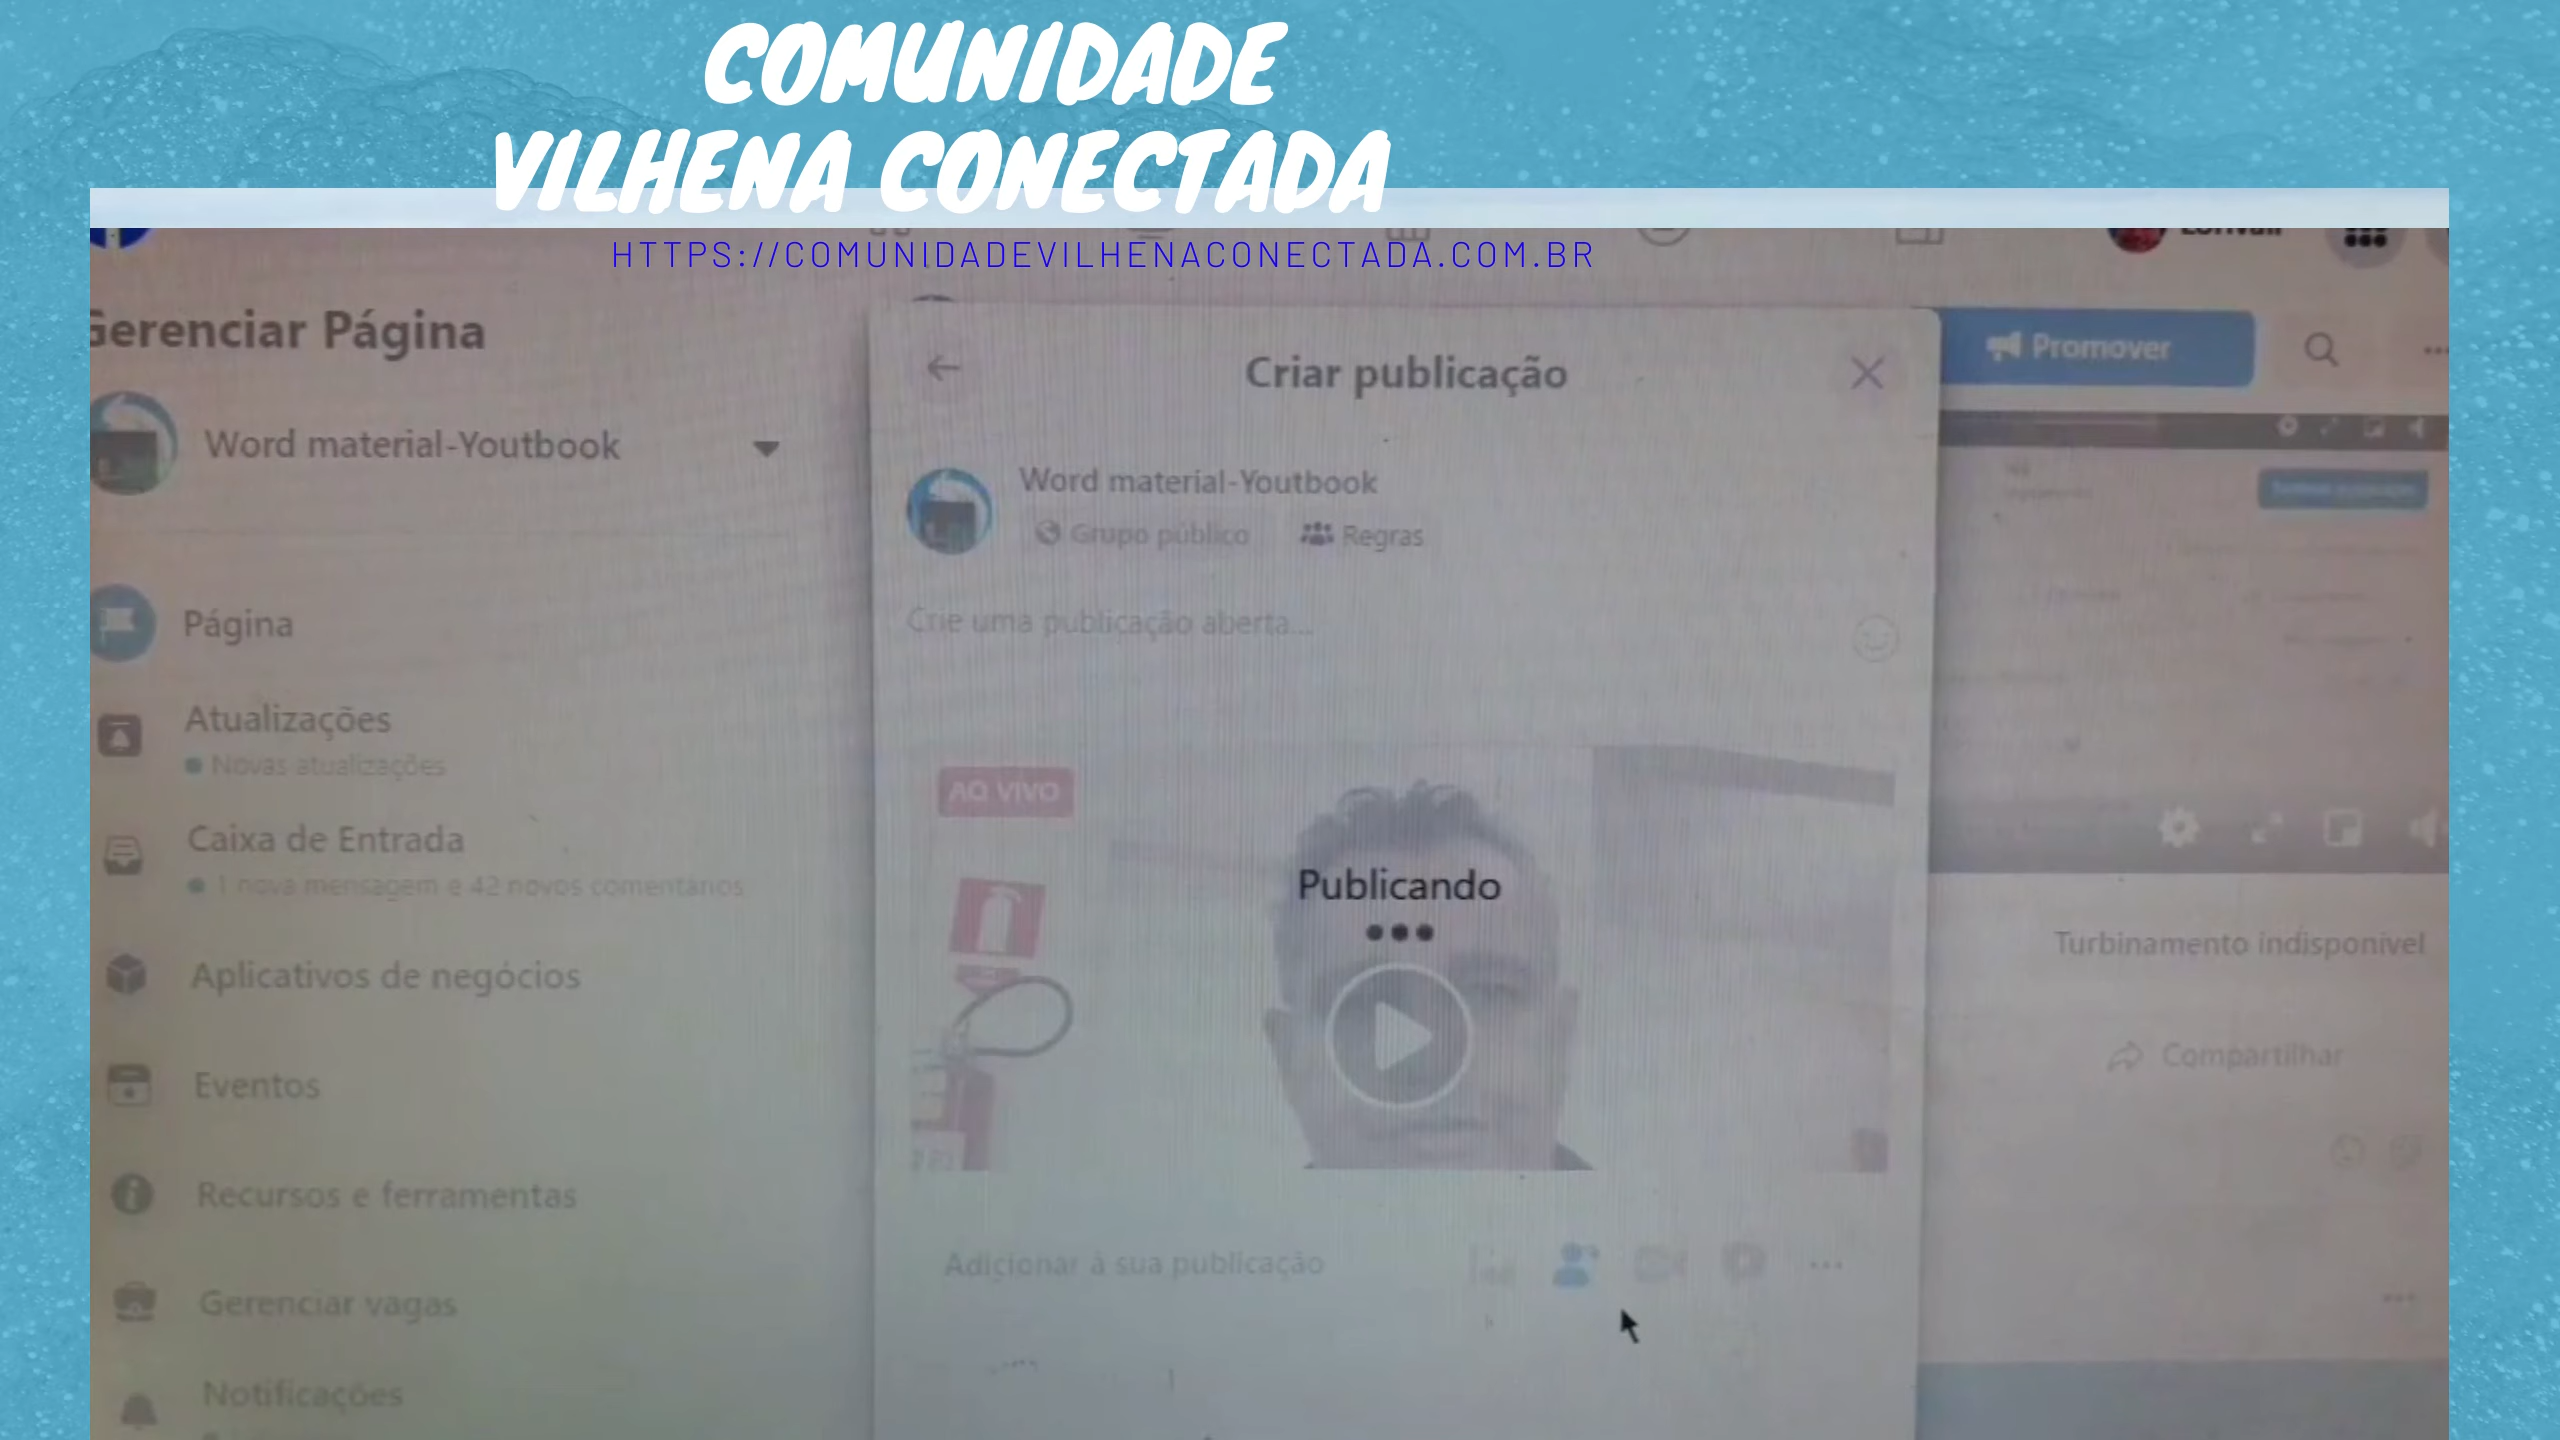 COMUNIDADE
VILHENA CONECTADA
HTTPS://COMUNIDADEVILHENACONECTADA.COM.BR
Gerenciar Página
Word material-Youtbook
Página
Atualizações
Novas atualizações
Caixa de Entrada
1 nova mensagem e 42 novos comentários
Aplicativos de negócios
Eventos
Recursos e ferramentas
Gerenciar vagas
Notificações
Criar publicação
Word material-Youtbook
Grupo público Regras
Crie uma publicação aberta...
AO VIVO
Publicando
Adicionar à sua publicação
Promover
Turbinamento indisponível
Compartilhar